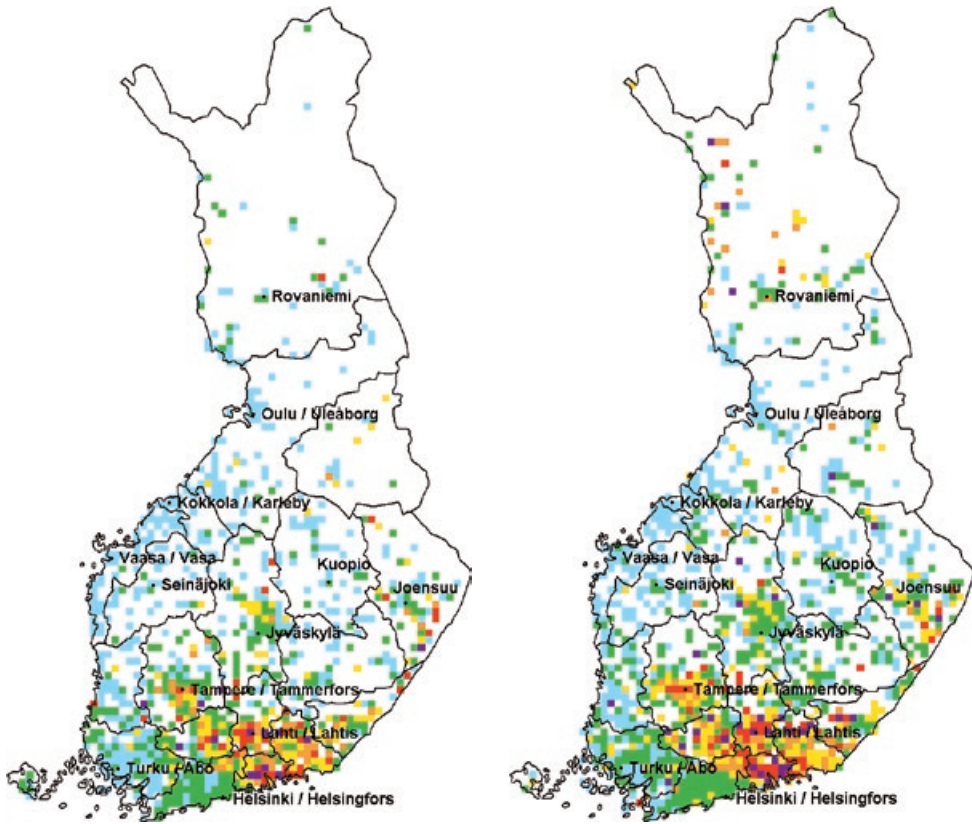 Rovaniemi
Oulu / Uleåborg
Kokkola / Karleby
Vaasa / Vasa
Kuopio
Seinäjoki
Joensuu
Jyväskylä
Tampere / Tammerfors
Lahti / Lahtis
Turku / Åbo
Helsinki / Helsingfors
Rovaniemi
Oulu / Uleåborg
Kokkola / Karleby
Vaasa / Vasa
Kuopio
Seinäjoki
Joensuu
Jyväskylä
Tampere / Tammerfors
Lahti / Lahtis
Turku / Åbo
Helsinki / Helsingfors